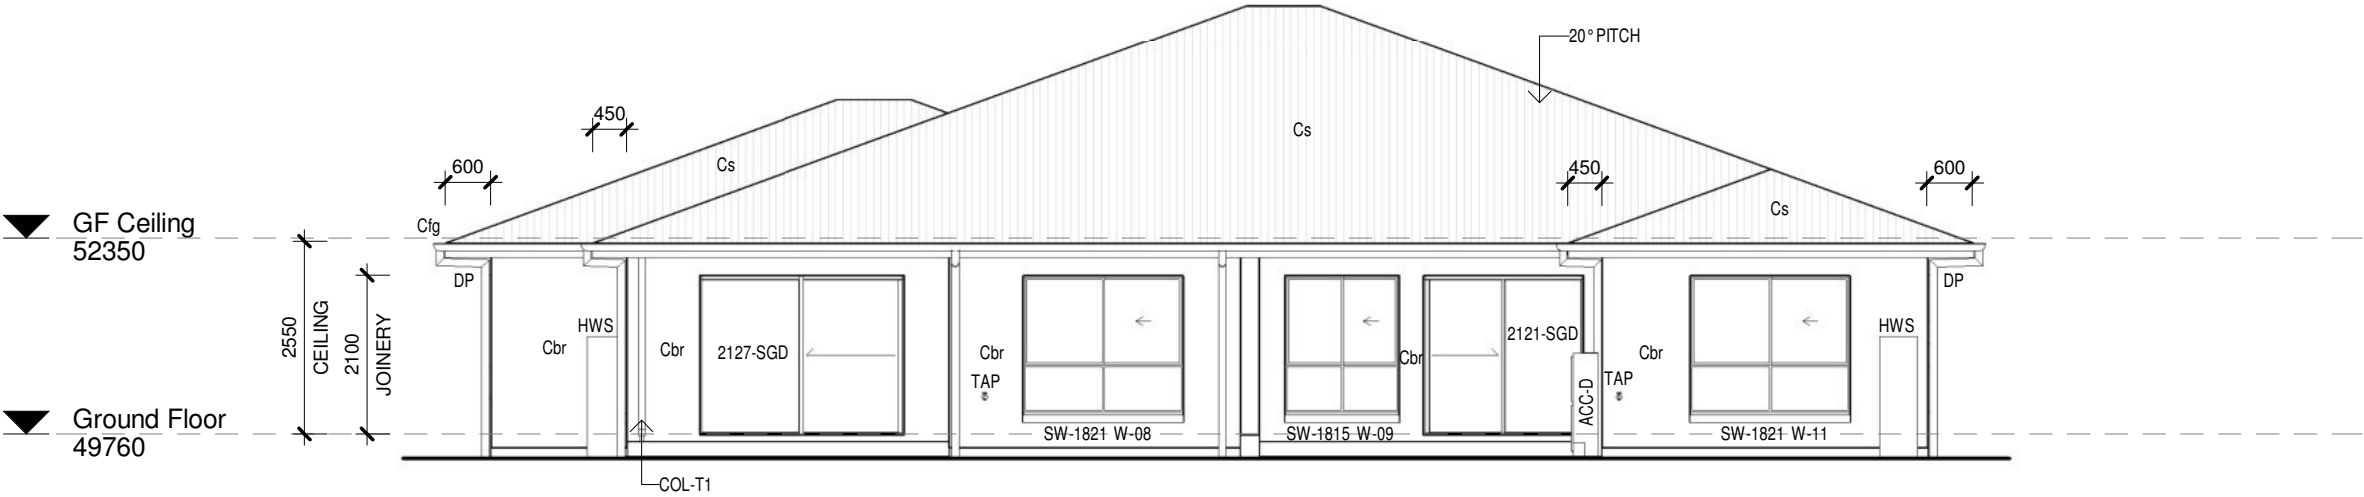 20° PITCH
450
Cs
600
Cs
450
600
Cs
GF Ceiling
52350
Cfg
DP
DP
2550
CEILING
2100
JOINERY
HWS
Cbr
Cbr
2127-SGD
Cbr
TAP
Cbr
2121-SGD
ACC-D
TAP
Cbr
HWS
Ground Floor
49760
SW-1821 W-08
SW-1815 W-09
SW-1821 W-11
COL-T1